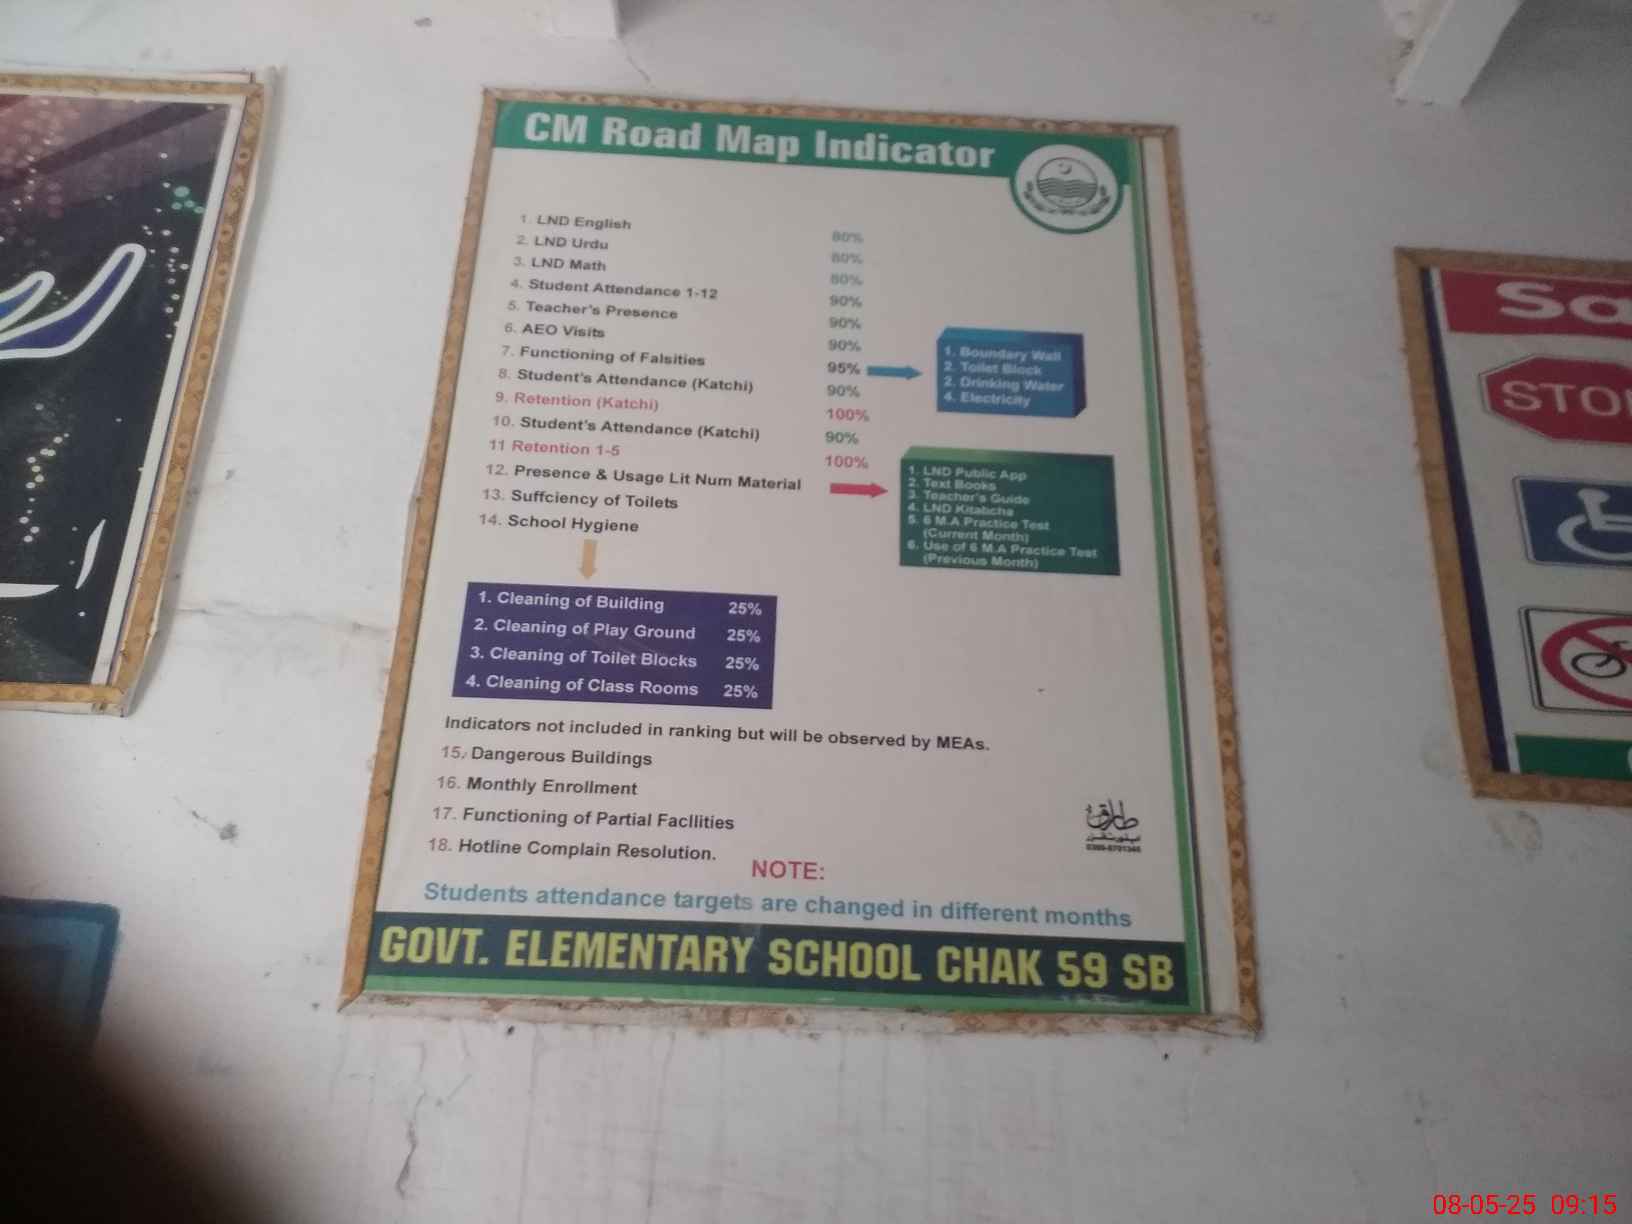 CM Road Map Indicator
1. LND English 80%
2. LND Urdu 80%
3. LND Math 80%
4. Student Attendance 1-12 90%
5. Teacher's Presence 90%
6. AEO Visits 90%
7. Functioning of Falsities 95%
8. Student's Attendance (Katchi) 90%
9. Retention (Katchi) 100%
10. Student's Attendance (Katchi) 90%
11 Retention 1-5 100%
12. Presence & Usage Lit Num Material
13. Suffciency of Toilets
14. School Hygiene
1. Boundary Wall
2. Toilet Block
2. Drinking Water
4. Electricity
1. LND Public App
2. Text Books
3. Teacher's Guide
4. LND Kitabcha
5. 6 M.A Practice Test
(Current Month)
6. Use of 6 M.A Practice Test
(Previous Month)
1. Cleaning of Building 25%
2. Cleaning of Play Ground 25%
3. Cleaning of Toilet Blocks 25%
4. Cleaning of Class Rooms 25%
Indicators not included in ranking but will be observed by MEAs.
15. Dangerous Buildings
16. Monthly Enrollment
17. Functioning of Partial Facllities
18. Hotline Complain Resolution.
طارق
NOTE:
Students attendance targets are changed in different months
GOVT. ELEMENTARY SCHOOL CHAK 59 SB
Sa
STO
08-05-25 09:15